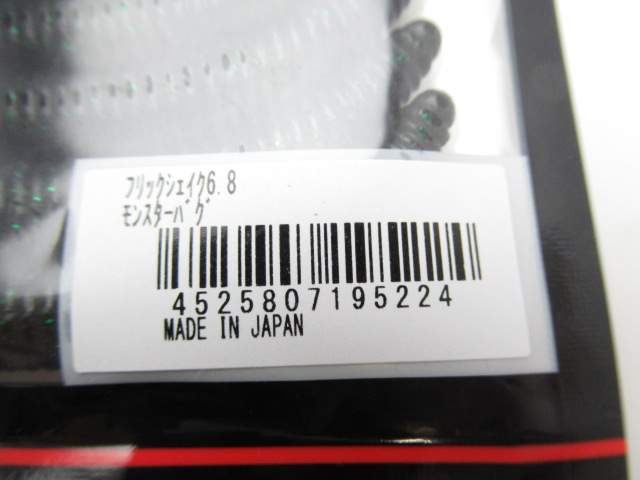 ﾌﾘｯｸｼｪｲｸ6.8
ﾓﾝｽﾀｰﾊﾞｸﾞ
4525807195224
MADE IN JAPAN